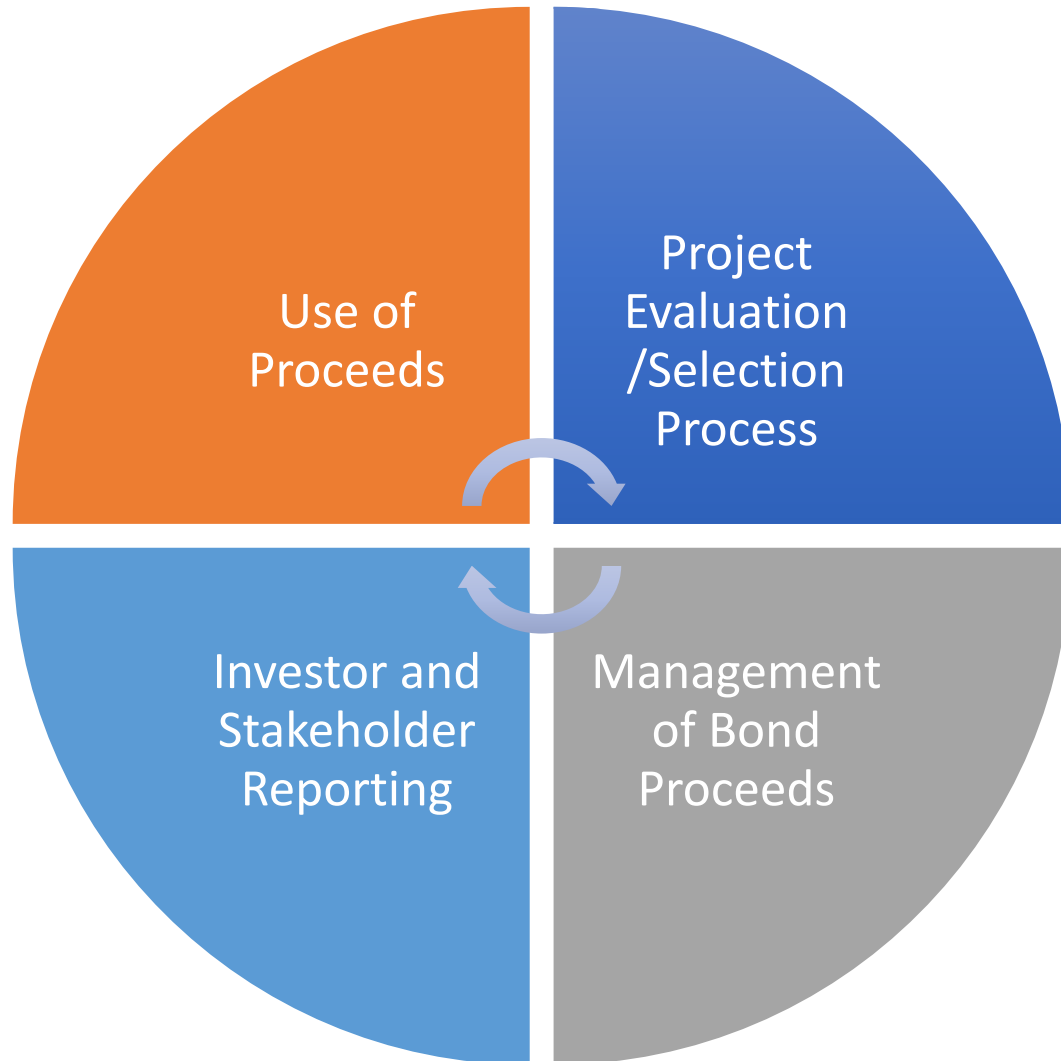 Use of
Proceeds
Project
Evaluation
/Selection
Process
Investor and
Stakeholder
Reporting
Management
of Bond
Proceeds